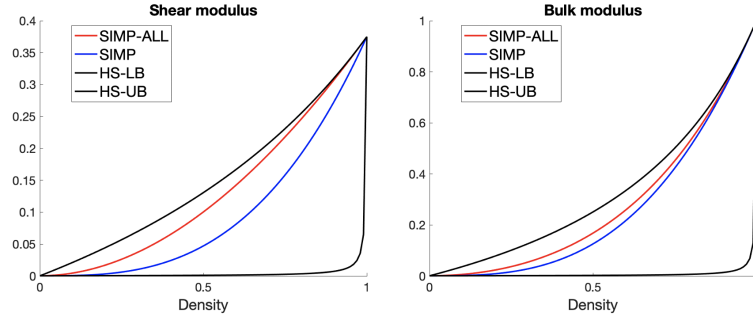 Shear modulus
0.4
0.35
0.3
0.25
0.2
0.15
0.1
0.05
0
0
0.5
1
Density
SIMP-ALL
SIMP
HS-LB
HS-UB
Bulk modulus
1
0.8
0.6
0.4
0.2
0
0
0.5
Density
SIMP-ALL
SIMP
HS-LB
HS-UB